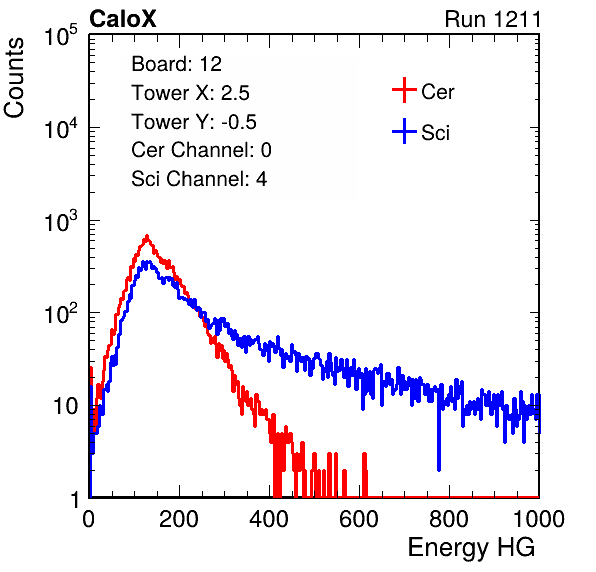 CaloX Run 1211
Counts
Board: 12
Tower X: 2.5
Tower Y: -0.5
Cer Channel: 0
Sci Channel: 4
Cer
Sci
10^5
10^4
10^3
10^2
10
1
0 200 400 600 800 1000
Energy HG